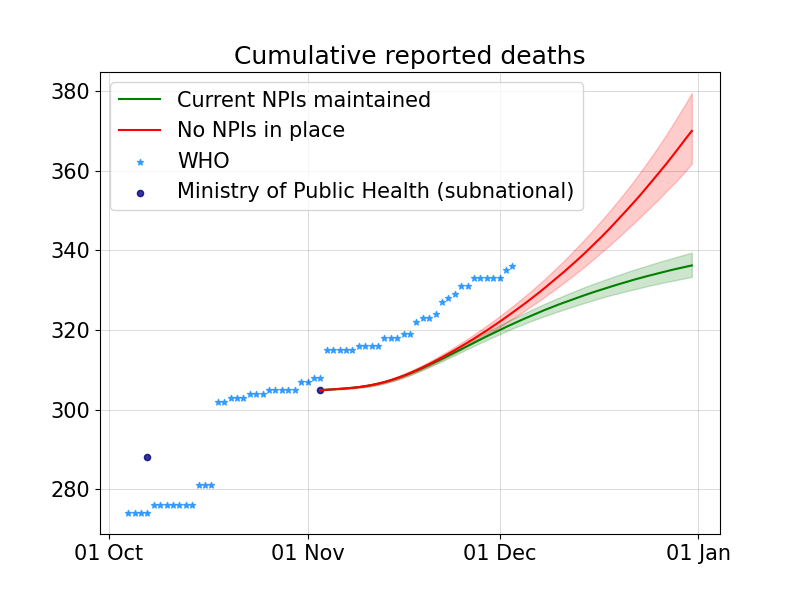 Cumulative reported deaths
Current NPIs maintained
No NPIs in place
WHO
Ministry of Public Health (subnational)
380
360
340
320
300
280
01 Oct
01 Nov
01 Dec
01 Jan